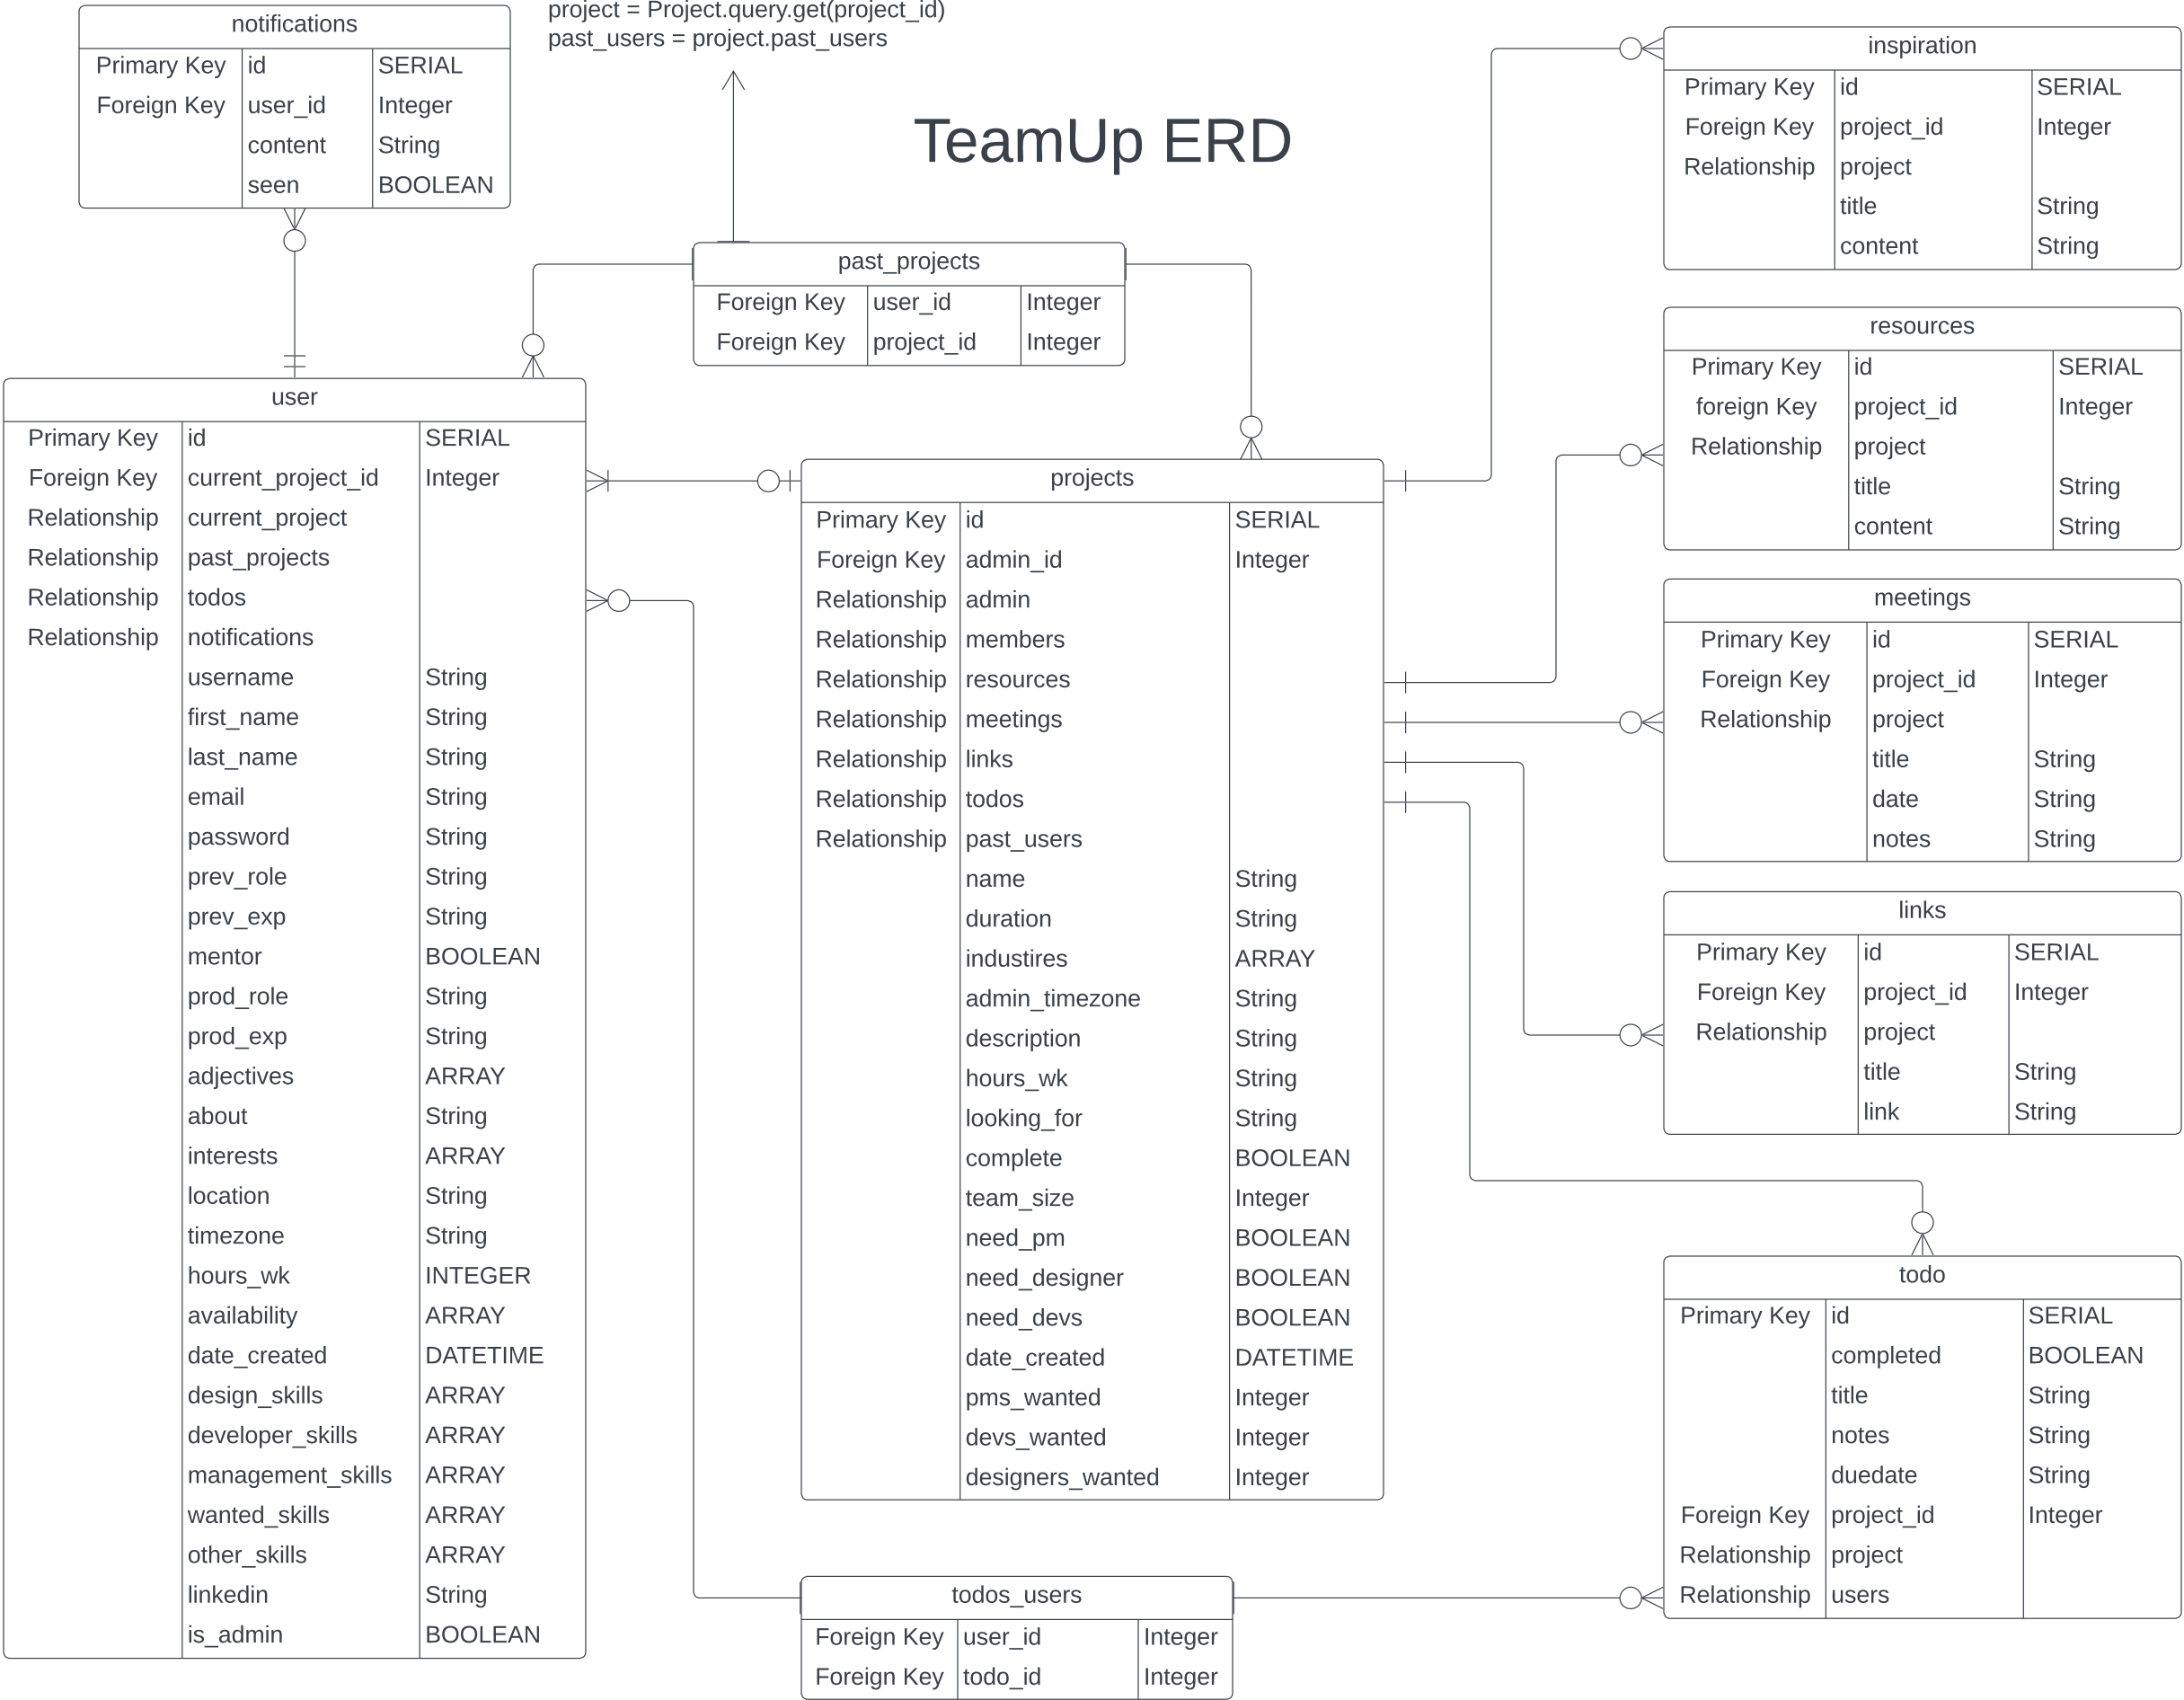 project = Project.query.get(project_id)
past_users = project.past_users
TeamUp ERD
notifications
Primary Key id SERIAL
Foreign Key user_id Integer
content String
seen BOOLEAN
past_projects
Foreign Key user_id Integer
Foreign Key project_id Integer
user
Primary Key id SERIAL
Foreign Key current_project_id Integer
Relationship current_project
Relationship past_projects
Relationship todos
Relationship notifications
username String
first_name String
last_name String
email String
password String
prev_role String
prev_exp String
mentor BOOLEAN
prod_role String
prod_exp String
adjectives ARRAY
about String
interests ARRAY
location String
timezone String
hours_wk INTEGER
availability ARRAY
date_created DATETIME
design_skills ARRAY
developer_skills ARRAY
management_skills ARRAY
wanted_skills ARRAY
other_skills ARRAY
linkedin String
is_admin BOOLEAN
projects
Primary Key id SERIAL
Foreign Key admin_id Integer
Relationship admin
Relationship members
Relationship resources
Relationship meetings
Relationship links
Relationship todos
Relationship past_users
name String
duration String
industires ARRAY
admin_timezone String
description String
hours_wk String
looking_for String
complete BOOLEAN
team_size Integer
need_pm BOOLEAN
need_designer BOOLEAN
need_devs BOOLEAN
date_created DATETIME
pms_wanted Integer
devs_wanted Integer
designers_wanted Integer
todos_users
Foreign Key user_id Integer
Foreign Key todo_id Integer
inspiration
Primary Key id SERIAL
Foreign Key project_id Integer
Relationship project
title String
content String
resources
Primary Key id SERIAL
foreign Key project_id Integer
Relationship project
title String
content String
meetings
Primary Key id SERIAL
Foreign Key project_id Integer
Relationship project
title String
date String
notes String
links
Primary Key id SERIAL
Foreign Key project_id Integer
Relationship project
title String
link String
todo
Primary Key id SERIAL
completed BOOLEAN
title String
notes String
duedate String
Foreign Key project_id Integer
Relationship project
Relationship users